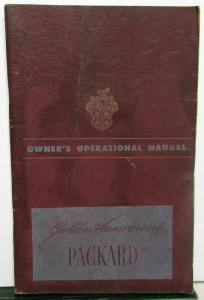 OWNER'S OPERATIONAL MANUAL
Golden Anniversary
PACKARD